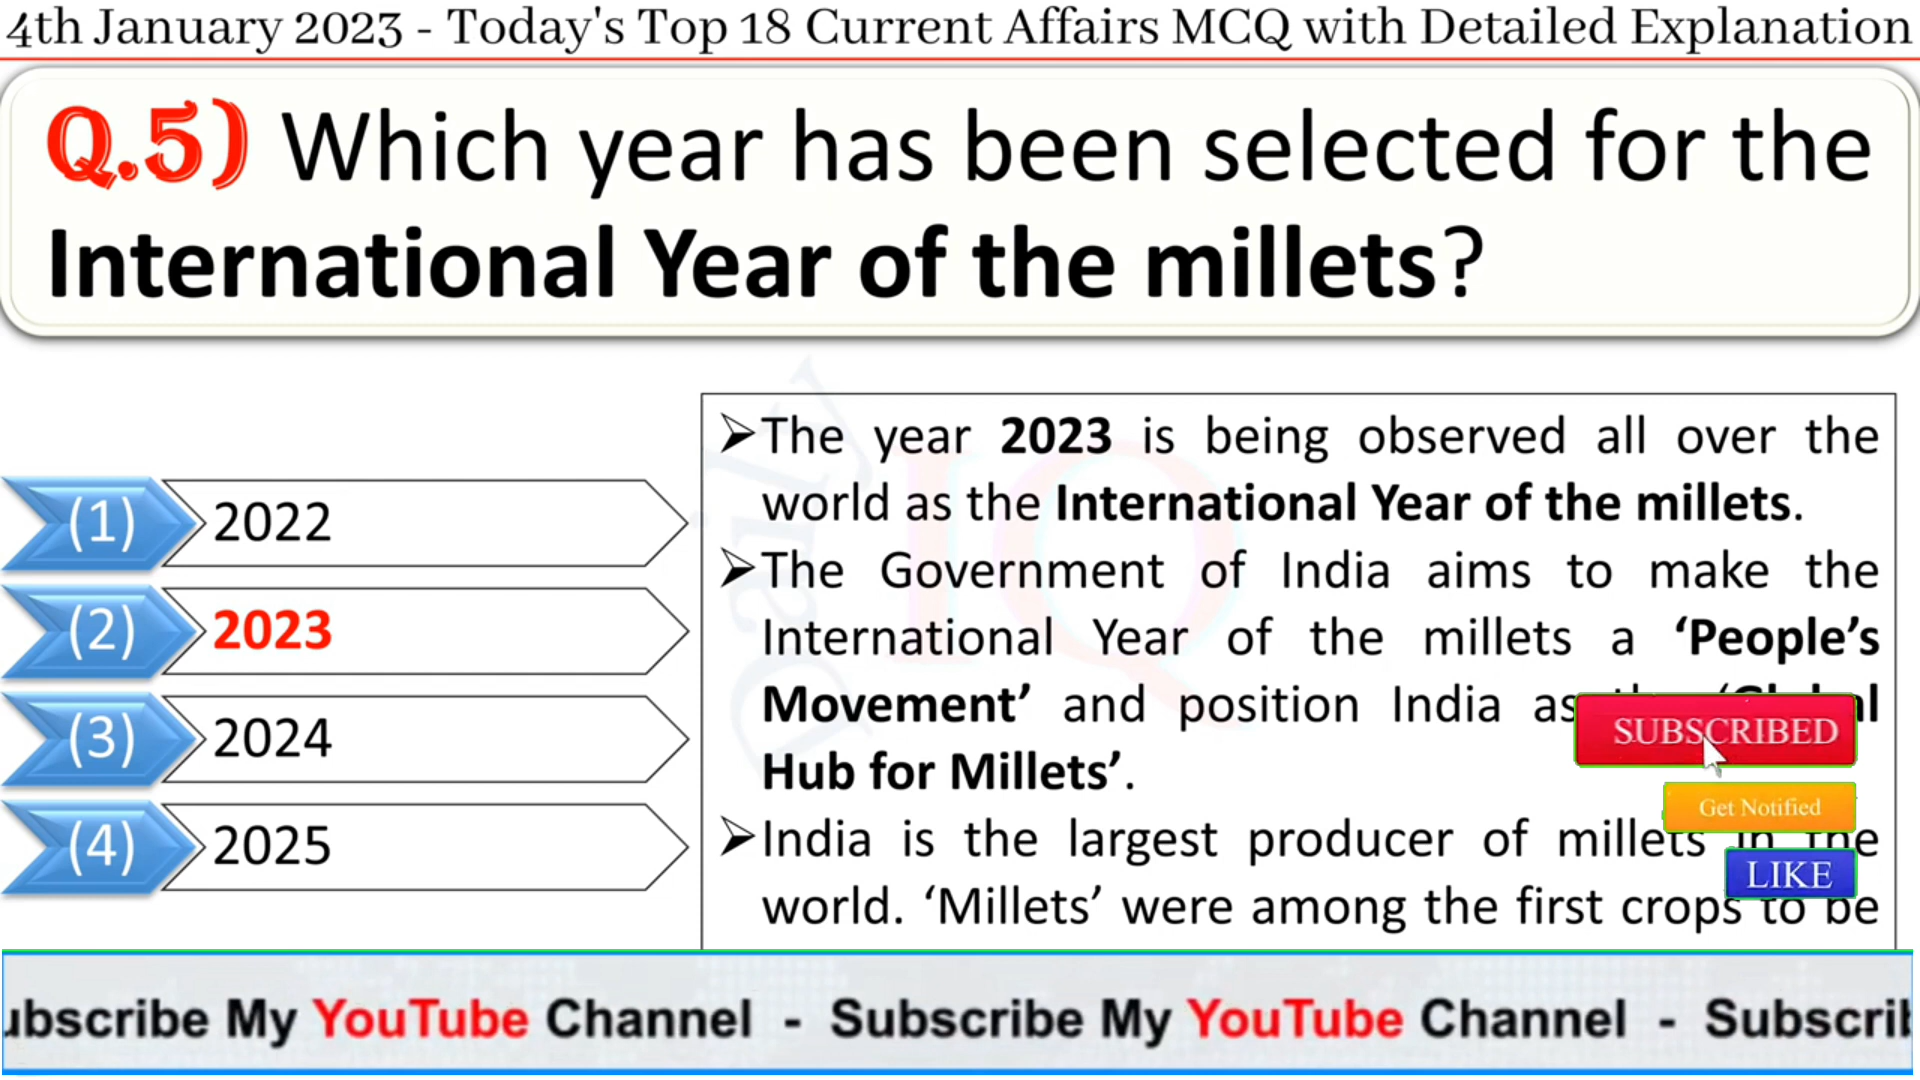 4th January 2023 - Today's Top 18 Current Affairs MCQ with Detailed Explanation
Q.5) Which year has been selected for the
International Year of the millets?
(1) 2022
(2) 2023
(3) 2024
(4) 2025
➢The year 2023 is being observed all over the
world as the International Year of the millets.
➢The Government of India aims to make the
International Year of the millets a ‘People’s
Movement’ and position India as
Hub for Millets’.
➢India is the largest producer of millets in the
world. ‘Millets’ were among the first crops to be
SUBSCRIBED
Get Notified
LIKE
ubscribe My YouTube Channel - Subscribe My YouTube Channel - Subscrib